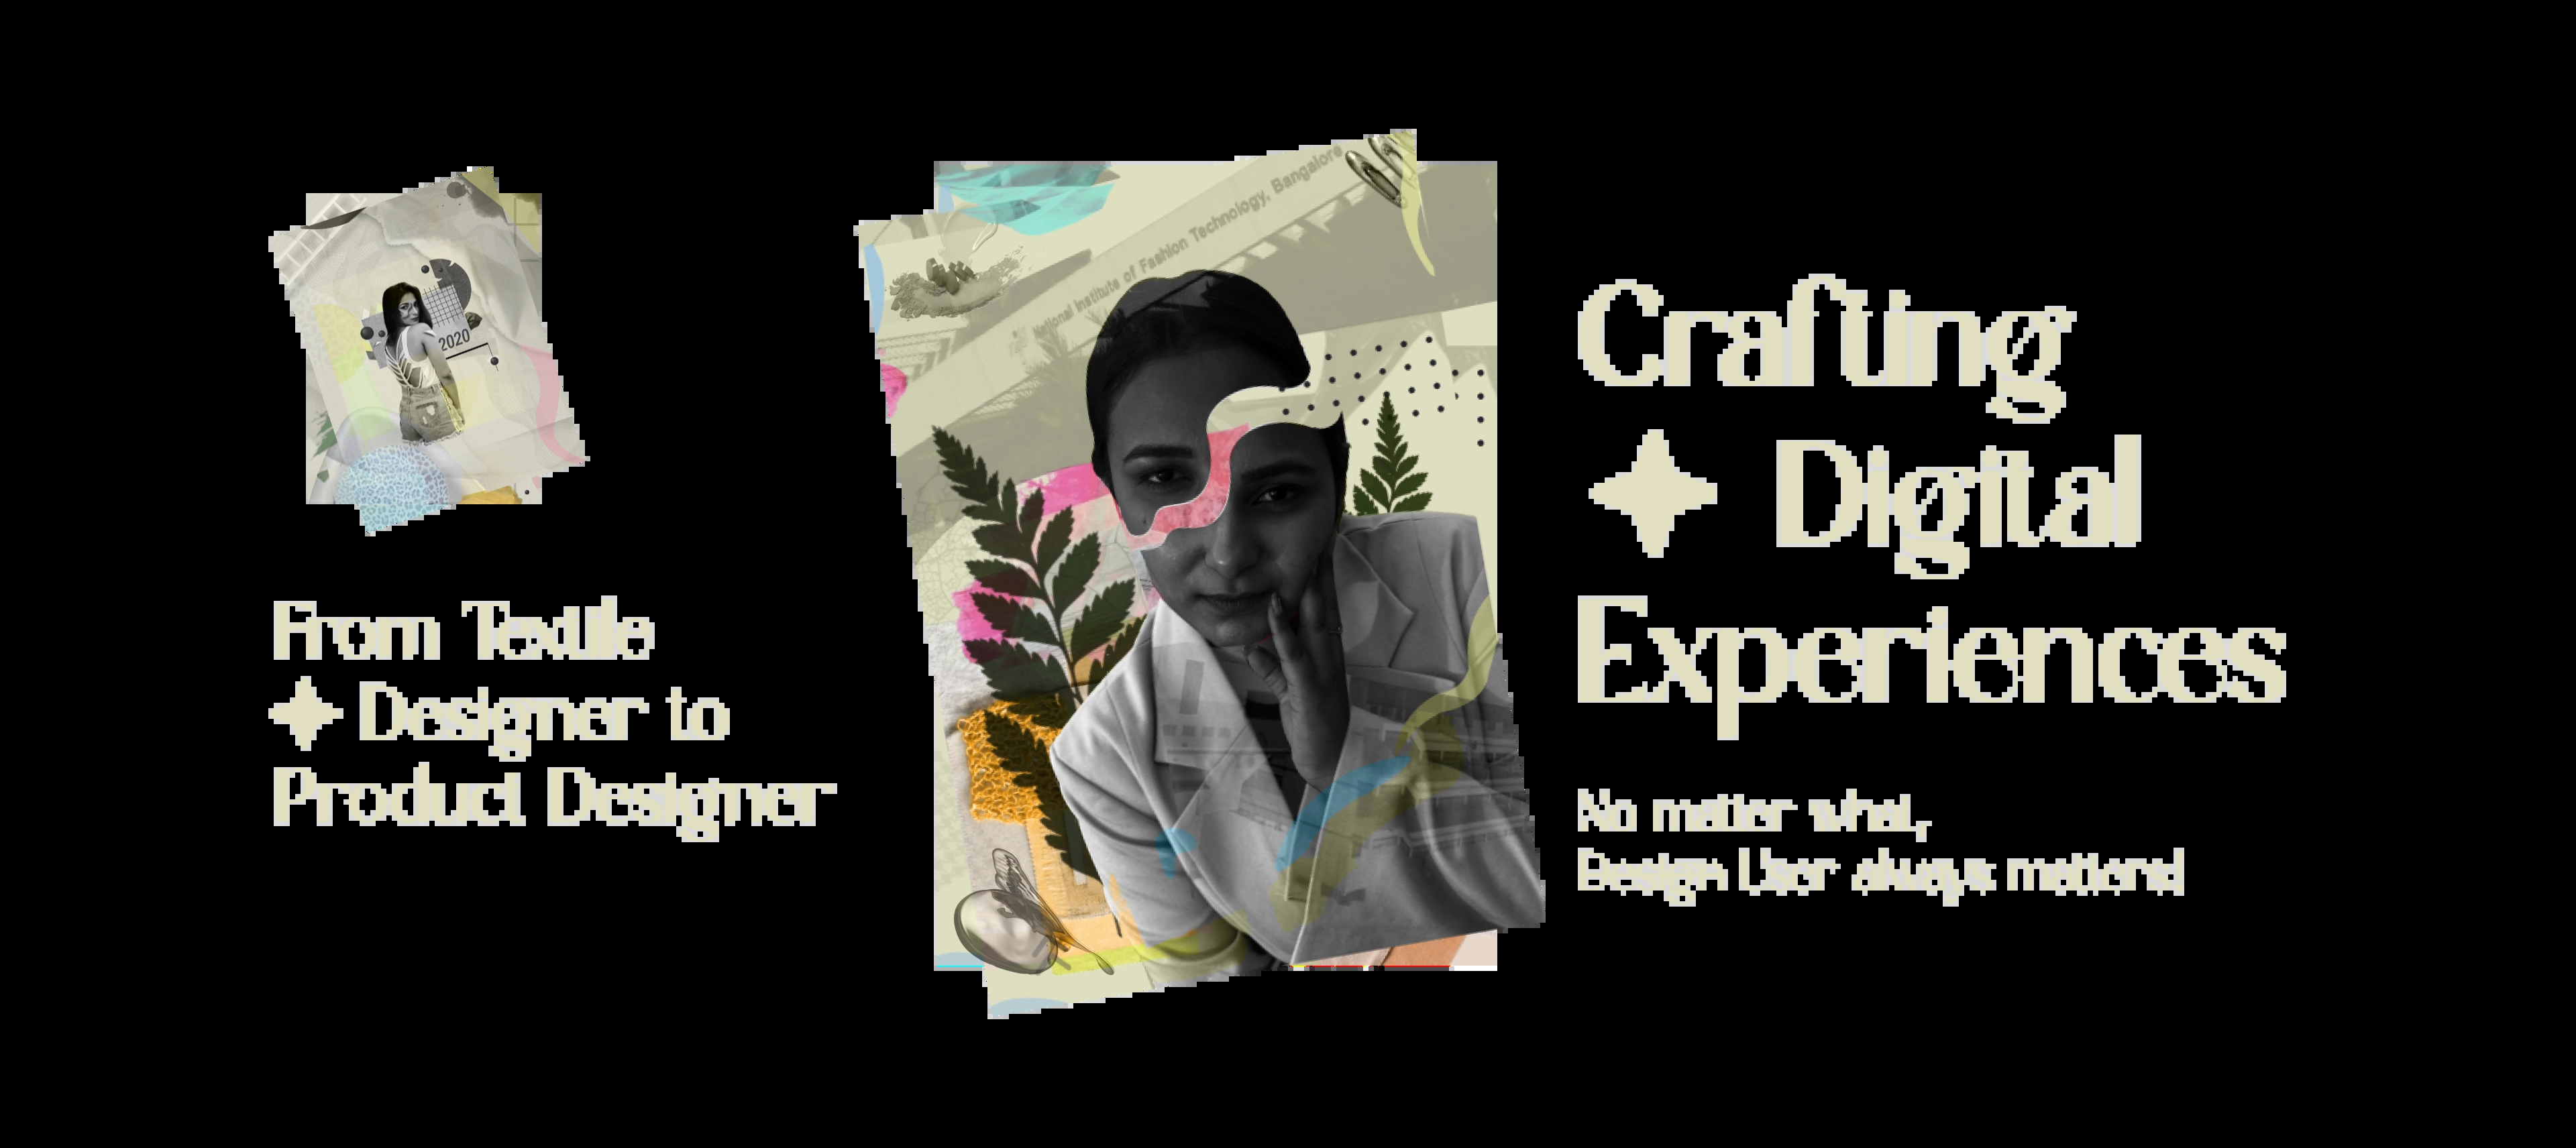 2020
From Textile
Designer to
Product Designer
National Institute of Fashion Technology, Bangalore
Crafting
Digital
Experiences
No matter what,
Design User always matters!